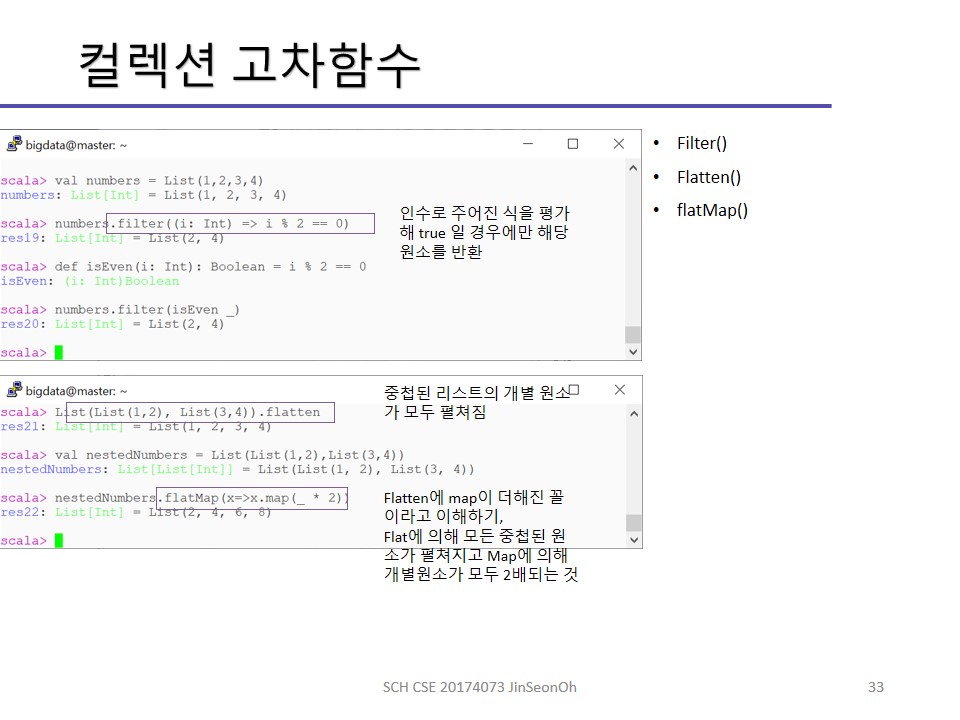 컬렉션 고차함수
bigdata@master: ~
scala> val numbers = List(1,2,3,4)
numbers: List[Int] = List(1, 2, 3, 4)
scala> numbers.filter((i: Int) => i % 2 == 0)
res19: List[Int] = List(2, 4)
scala> def isEven(i: Int): Boolean = i % 2 == 0
isEven: (i: Int)Boolean
scala> numbers.filter(isEven _)
res20: List[Int] = List(2, 4)
scala>
인수로 주어진 식을 평가
해 true 일 경우에만 해당
원소를 반환
• Filter()
• Flatten()
• flatMap()
bigdata@master: ~
scala> List(List(1,2), List(3,4)).flatten
res21: List[Int] = List(1, 2, 3, 4)
scala> val nestedNumbers = List(List(1,2),List(3,4))
nestedNumbers: List[List[Int]] = List(List(1, 2), List(3, 4))
scala> nestedNumbers.flatMap(x=>x.map(_ * 2))
res22: List[Int] = List(2, 4, 6, 8)
scala>
중첩된 리스트의 개별 원소
가 모두 펼쳐짐
Flatten에 map이 더해진 꼴
이라고 이해하기,
Flat에 의해 모든 중첩된 원
소가 펼쳐지고 Map에 의해
개별원소가 모두 2배되는 것
SCH CSE 20174073 JinSeonOh
33